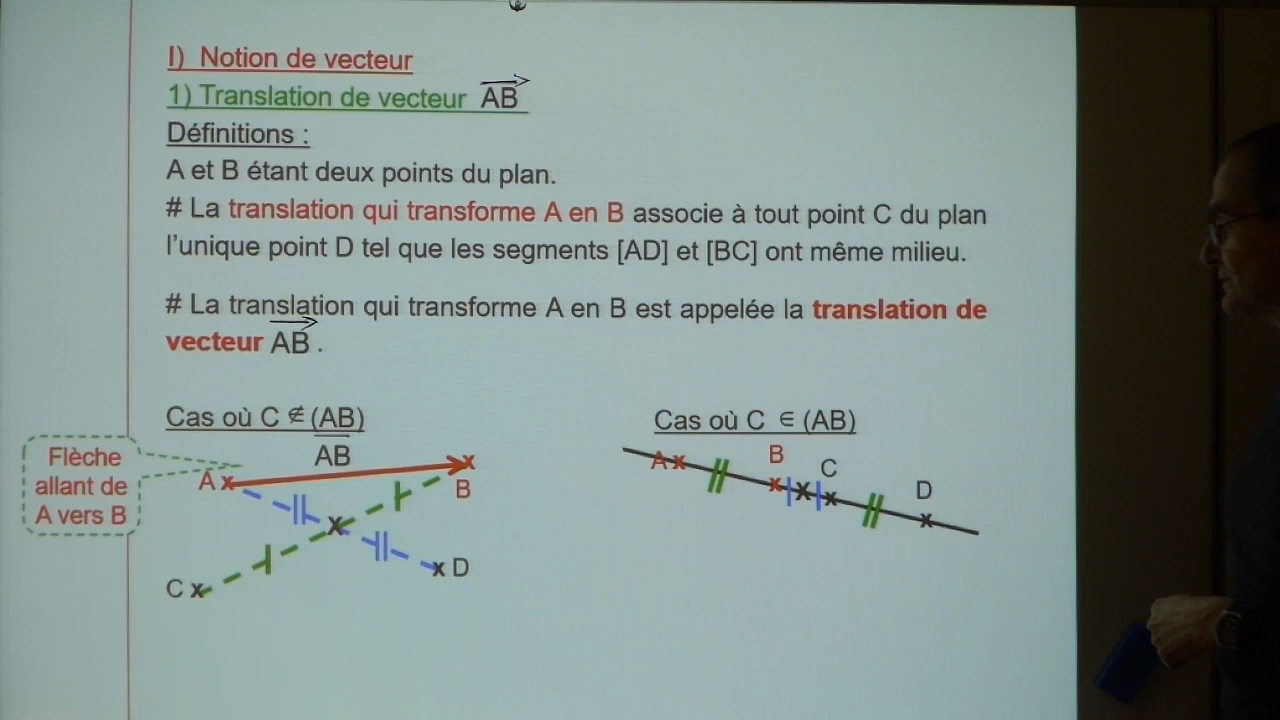 I) Notion de vecteur
1) Translation de vecteur AB
Définitions :
A et B étant deux points du plan.
# La translation qui transforme A en B associe à tout point C du plan
l'unique point D tel que les segments [AD] et [BC] ont même milieu.
# La translation qui transforme A en B est appelée la translation de
vecteur AB .
Cas où C ∉ (AB)
Cas où C ∈ (AB)
Flèche
allant de
A vers B
AB
A
B
C
D
A
B
C
D